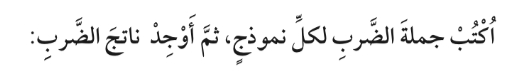 اُكْتُبْ جملةَ الضَّربِ لكلِّ نموذجٍ، ثمَّ أَوْجِدْ ناتجَ الضَّربِ: